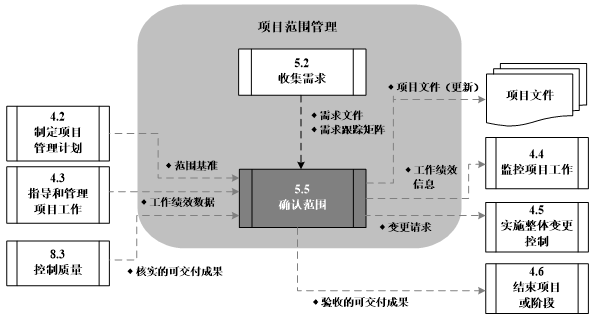 项目范围管理
5.2
收集需求
◆ 项目文件（更新）
项目文件
◆ 需求文件
◆ 需求跟踪矩阵
4.2
制定项目
管理计划
◆ 范围基准
4.3
指导和管理
项目工作
◆ 工作绩效数据
5.5
确认范围
◆ 工作绩效
信息
4.4
监控项目工作
◆ 变更请求
4.5
实施整体变更
控制
8.3
控制质量
◆ 核实的可交付成果
◆ 验收的可交付成果
4.6
结束项目
或阶段